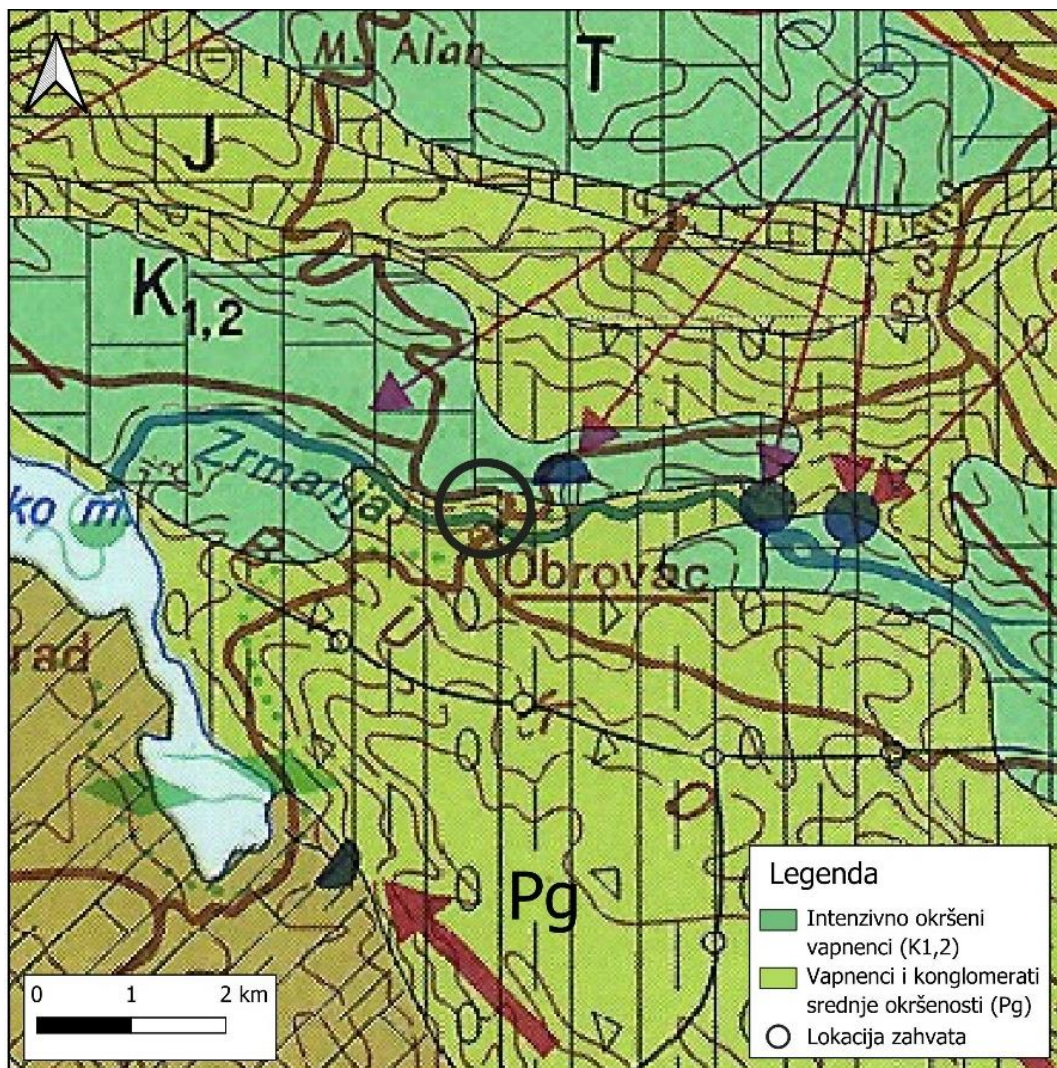 M. Alan
T
J
K1,2
Zrmanja
ko m.
Obrovac
rad
Pg
Legenda
Intenzivno okršeni
vapnenci (K1,2)
Vapnenci i konglomerati
srednje okršenosti (Pg)
Lokacija zahvata
0 1 2 km